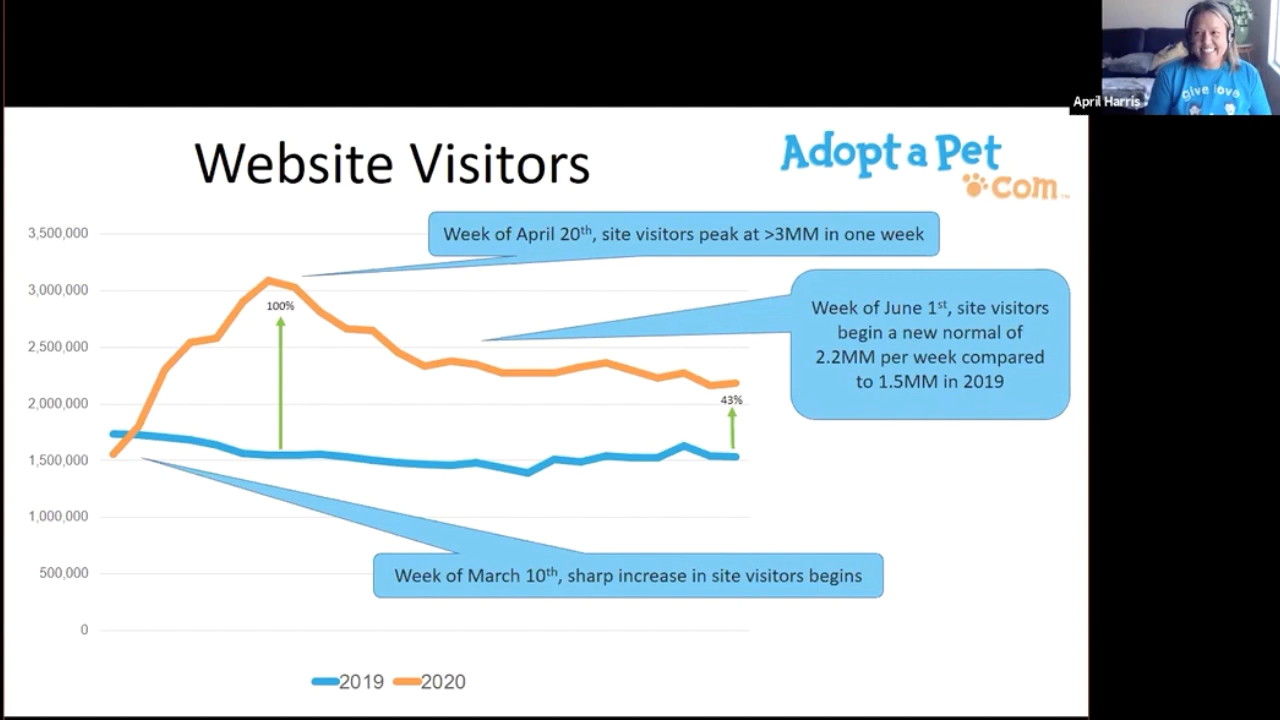 give love
April Harris
Website Visitors
Adopt a Pet
.com™
3,500,000
Week of April 20th, site visitors peak at >3MM in one week
3,000,000
100%
Week of June 1st, site visitors
begin a new normal of
2.2MM per week compared
to 1.5MM in 2019
2,500,000
2,000,000
43%
1,500,000
1,000,000
500,000
Week of March 10th, sharp increase in site visitors begins
0
2019 2020